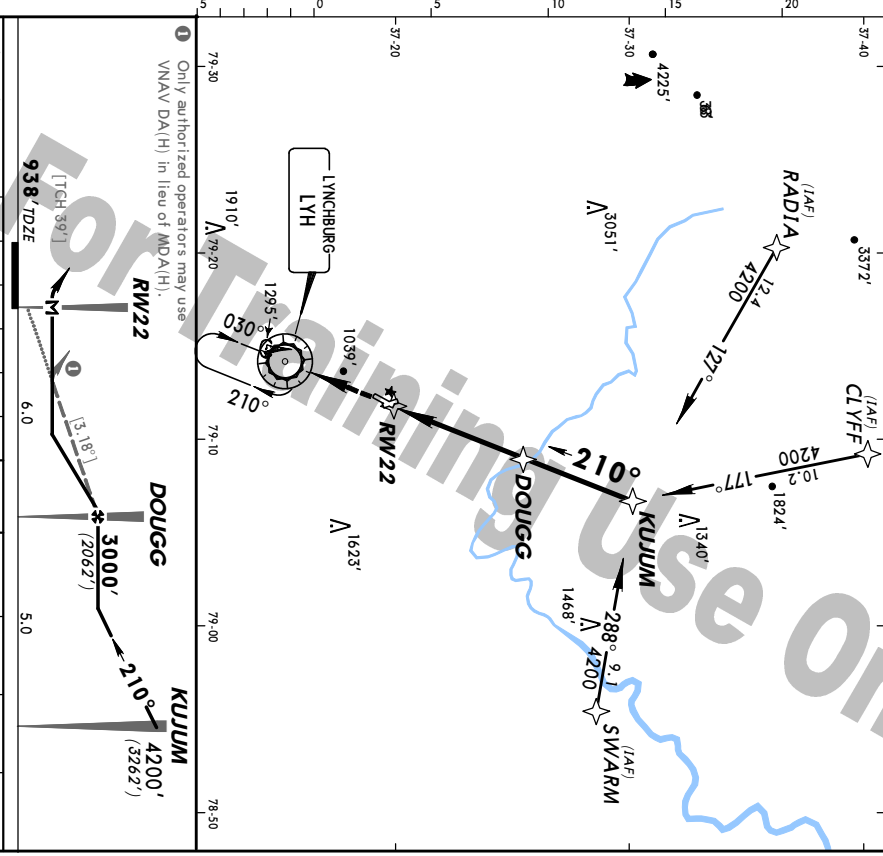 5
0
5
10
15
20
37-20
37-30
37-40
79-30
79-20
79-10
79-00
78-50
4225'
3372'
(IAF)
RADIA
12.4
4200
127°
3051'
(IAF)
CLYFF
4200
10.2
177°
1824'
1340'
LYNCHBURG
LYH
1910'
1295'
030°
210°
1039'
RW22
210°
DOUGG
KUJUM
1623'
1468'
288°
9.1
4200
(IAF)
SWARM
1 Only authorized operators may use
VNAV DA(H) in lieu of MDA(H).
RW22
[TCH 39']
938' TDZE
M
1
[3.18°]
6.0
DOUGG
3000'
(2062')
5.0
210°
KUJUM
4200'
(3262')
For Training Use On